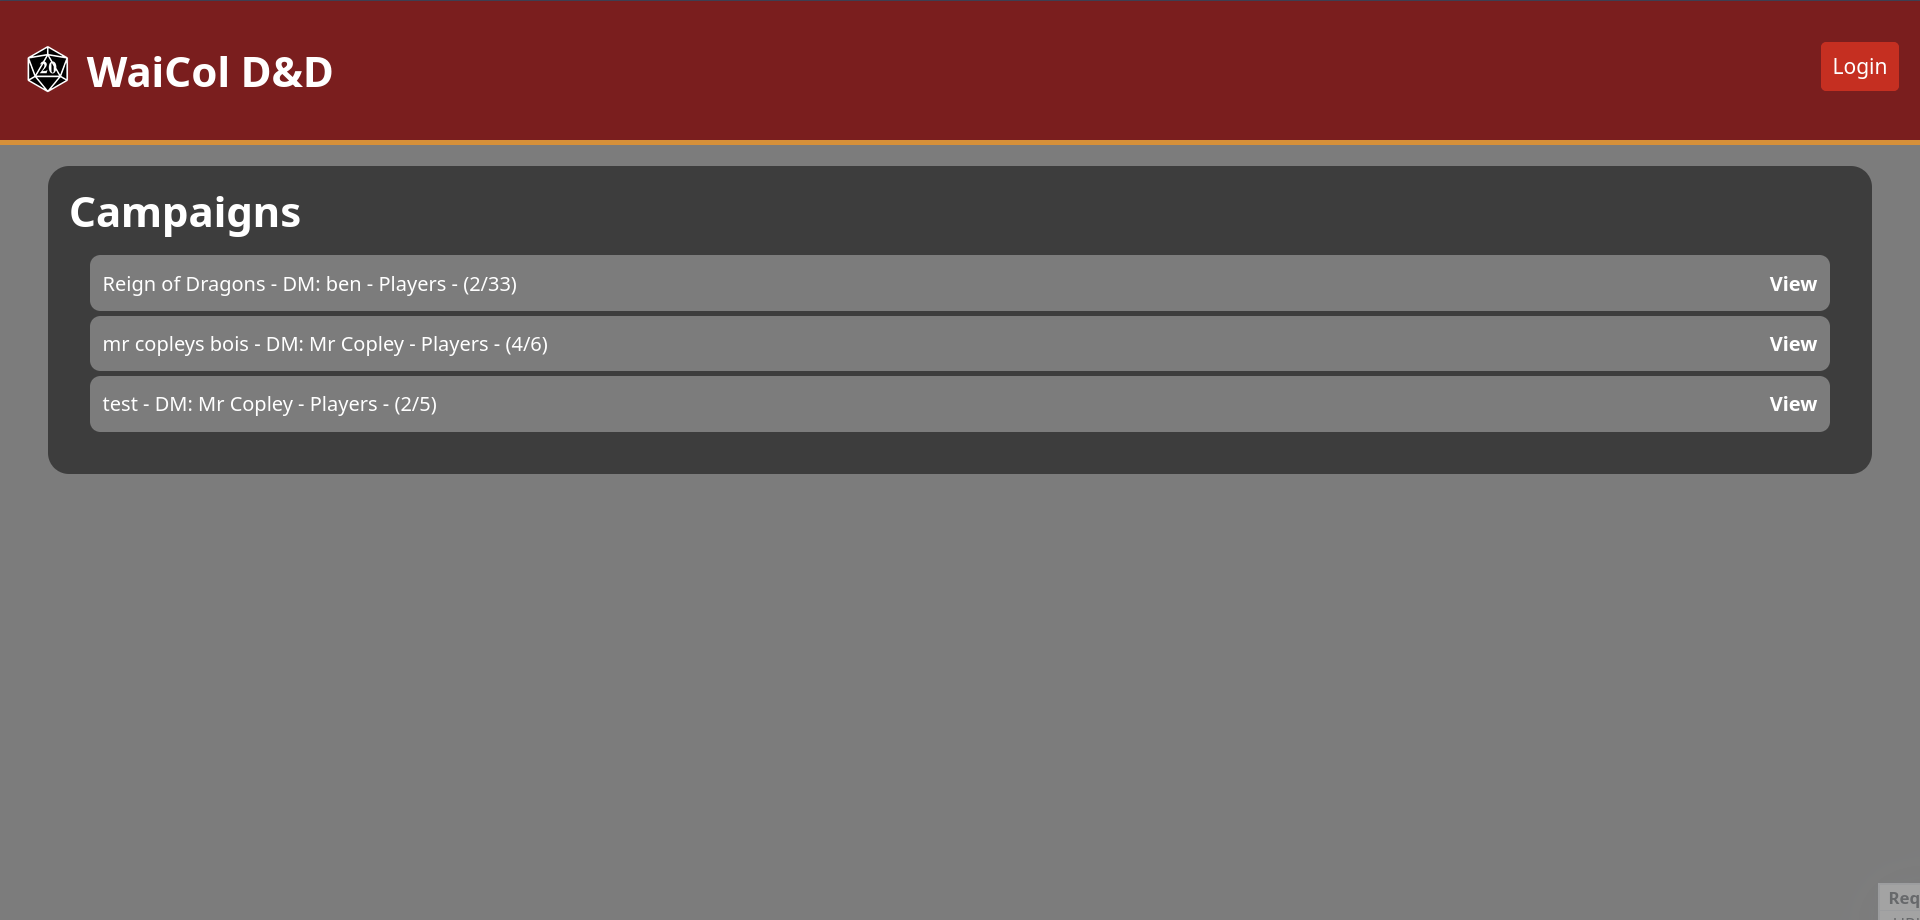 20
WaiCol D&D
Login
Campaigns
Reign of Dragons - DM: ben - Players - (2/33)
View
mr copleys bois - DM: Mr Copley - Players - (4/6)
View
test - DM: Mr Copley - Players - (2/5)
View
Req